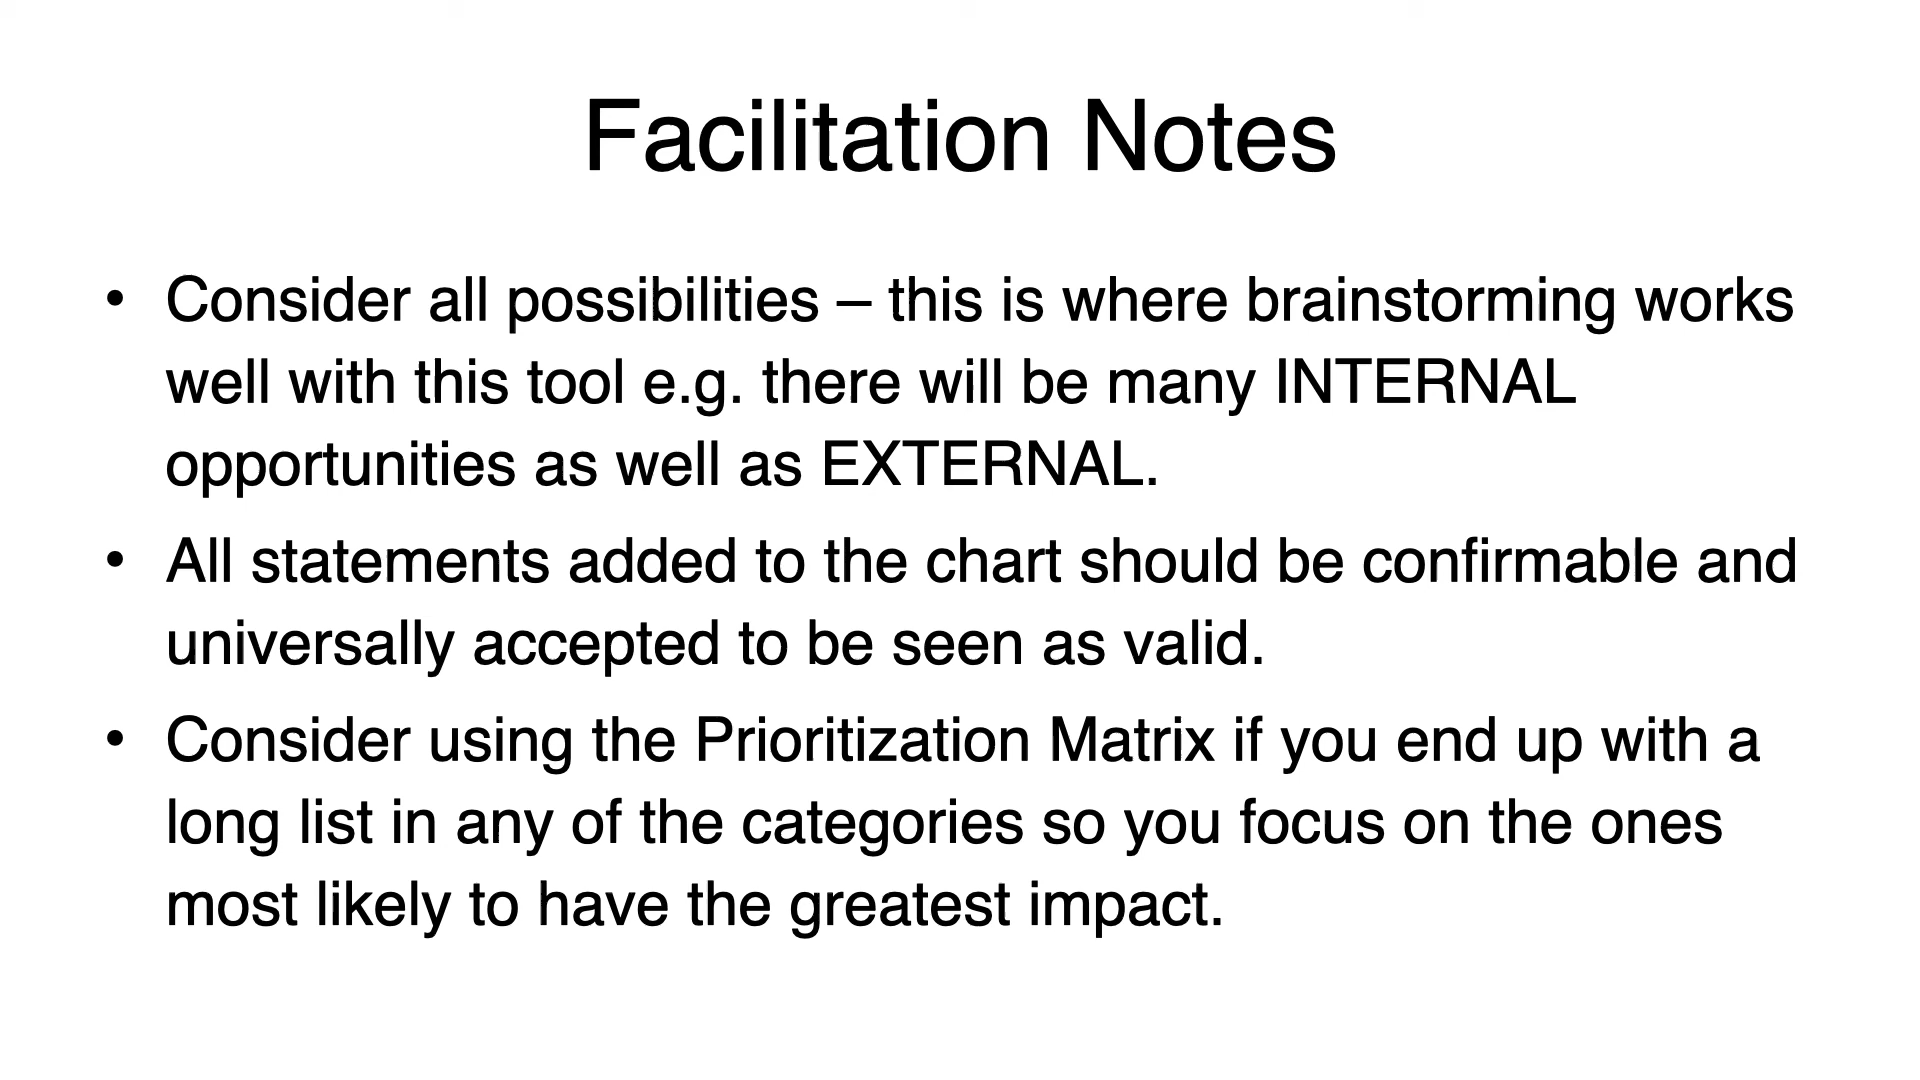 Facilitation Notes
• Consider all possibilities – this is where brainstorming works
well with this tool e.g. there will be many INTERNAL
opportunities as well as EXTERNAL.
• All statements added to the chart should be confirmable and
universally accepted to be seen as valid.
• Consider using the Prioritization Matrix if you end up with a
long list in any of the categories so you focus on the ones
most likely to have the greatest impact.